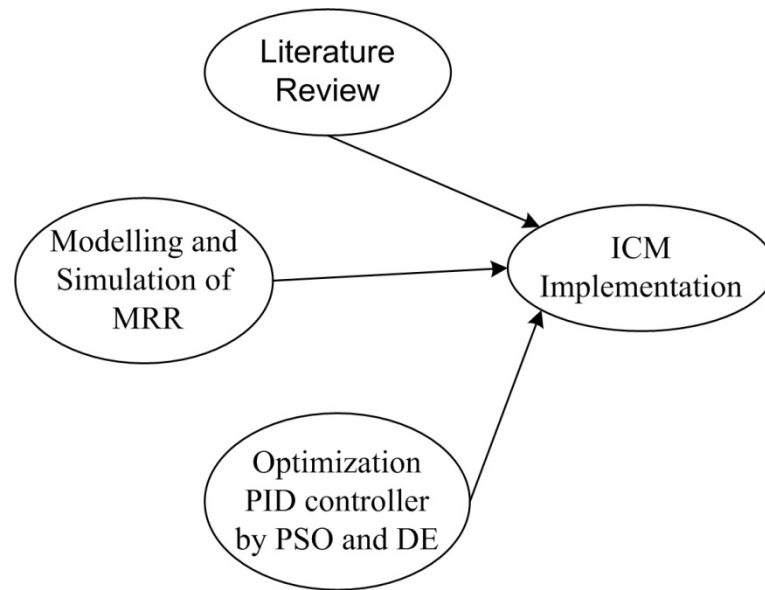 Literature
Review
Modelling and
Simulation of
MRR
ICM
Implementation
Optimization
PID controller
by PSO and DE